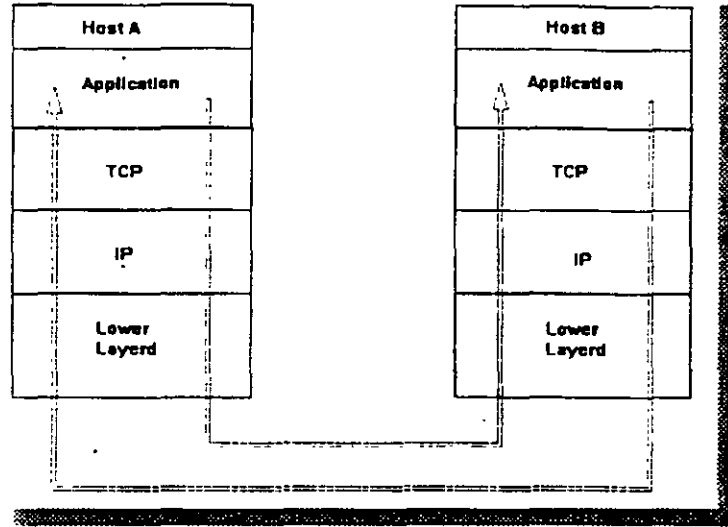 Host A
Application
TCP
IP
Lower
Layerd
Host B
Application
TCP
IP
Lower
Layerd